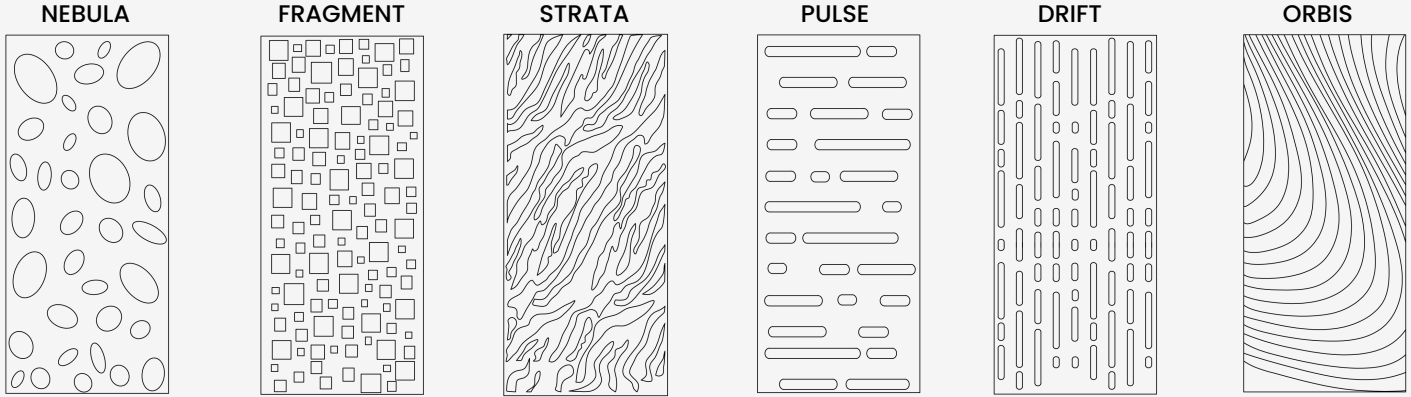 NEBULA
FRAGMENT
STRATA
PULSE
DRIFT
ORBIS